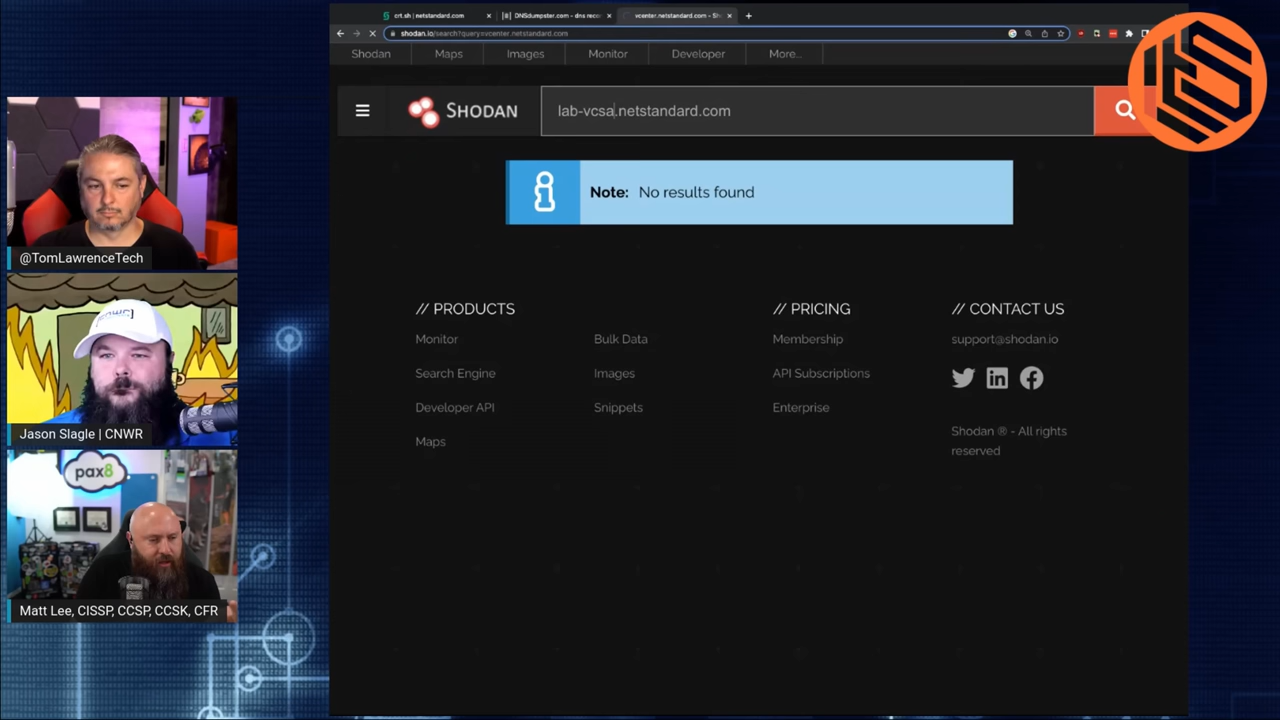 crt.sh | netstandard.com
DNSdumpster.com - dns rec
vcenter.netstandard.com - Sh
shodan.io/search?query=vcenter.netstandard.com
Shodan
Maps
Images
Monitor
Developer
More...
SHODAN
lab-vcsa.netstandard.com
Note: No results found
// PRODUCTS
Monitor
Search Engine
Developer API
Maps
Bulk Data
Images
Snippets
// PRICING
Membership
API Subscriptions
Enterprise
// CONTACT US
support@shodan.io
Shodan ® - All rights
reserved
@TomLawrenceTech
Jason Slagle | CNWR
pax8
Matt Lee, CISSP, CCSP, CCSK, CFR